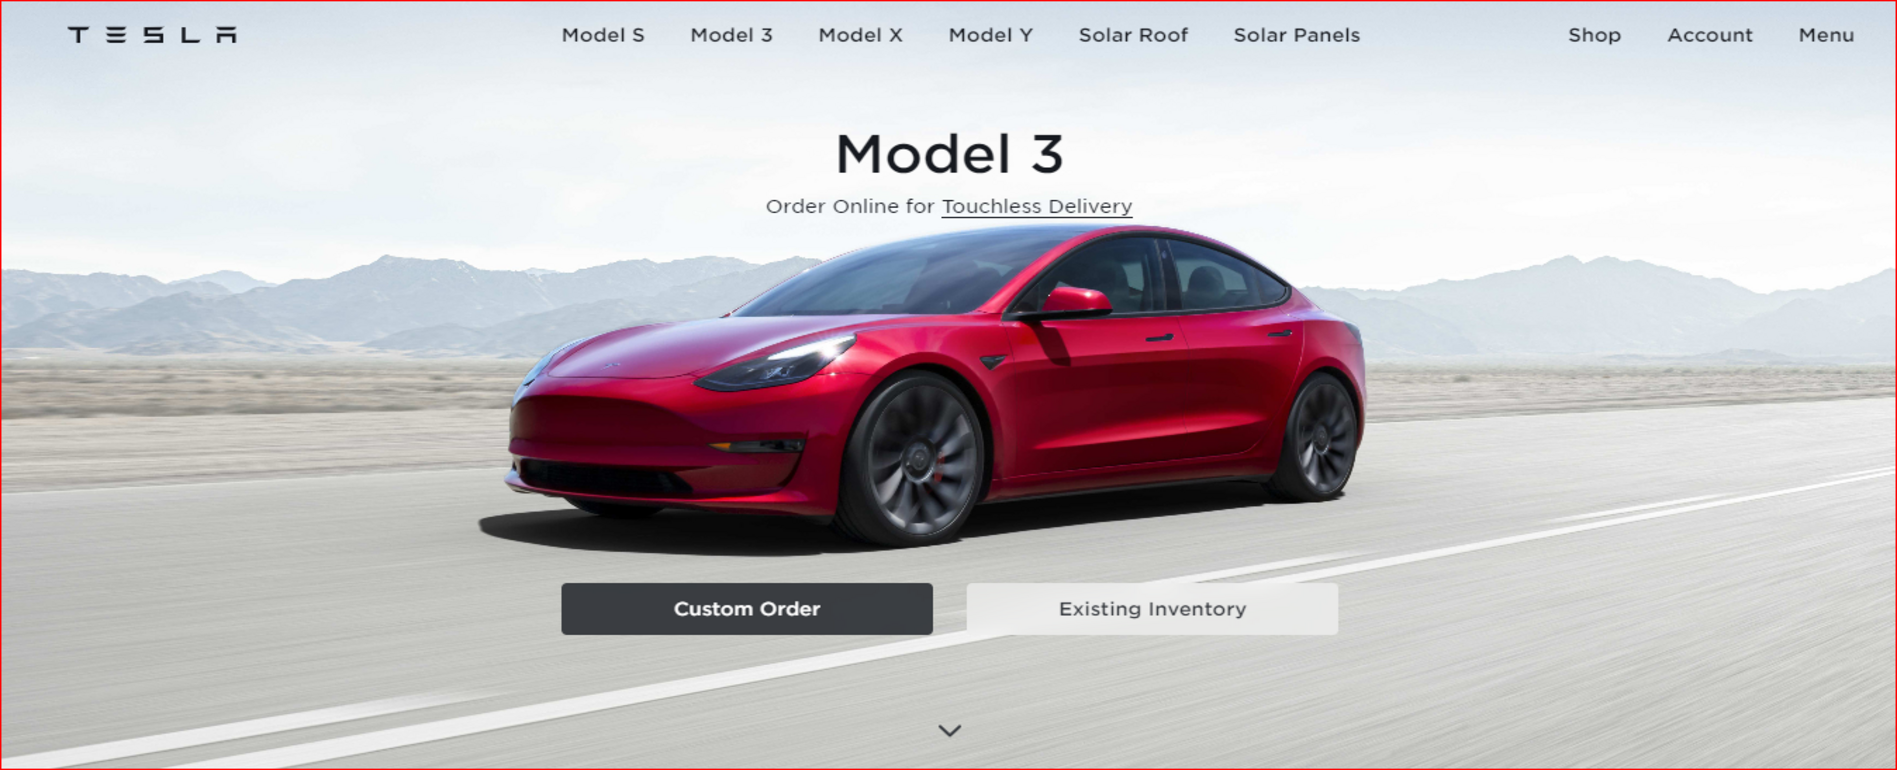 TESLA
Model S Model 3 Model X Model Y Solar Roof Solar Panels
Shop Account Menu
Model 3
Order Online for Touchless Delivery
Custom Order
Existing Inventory